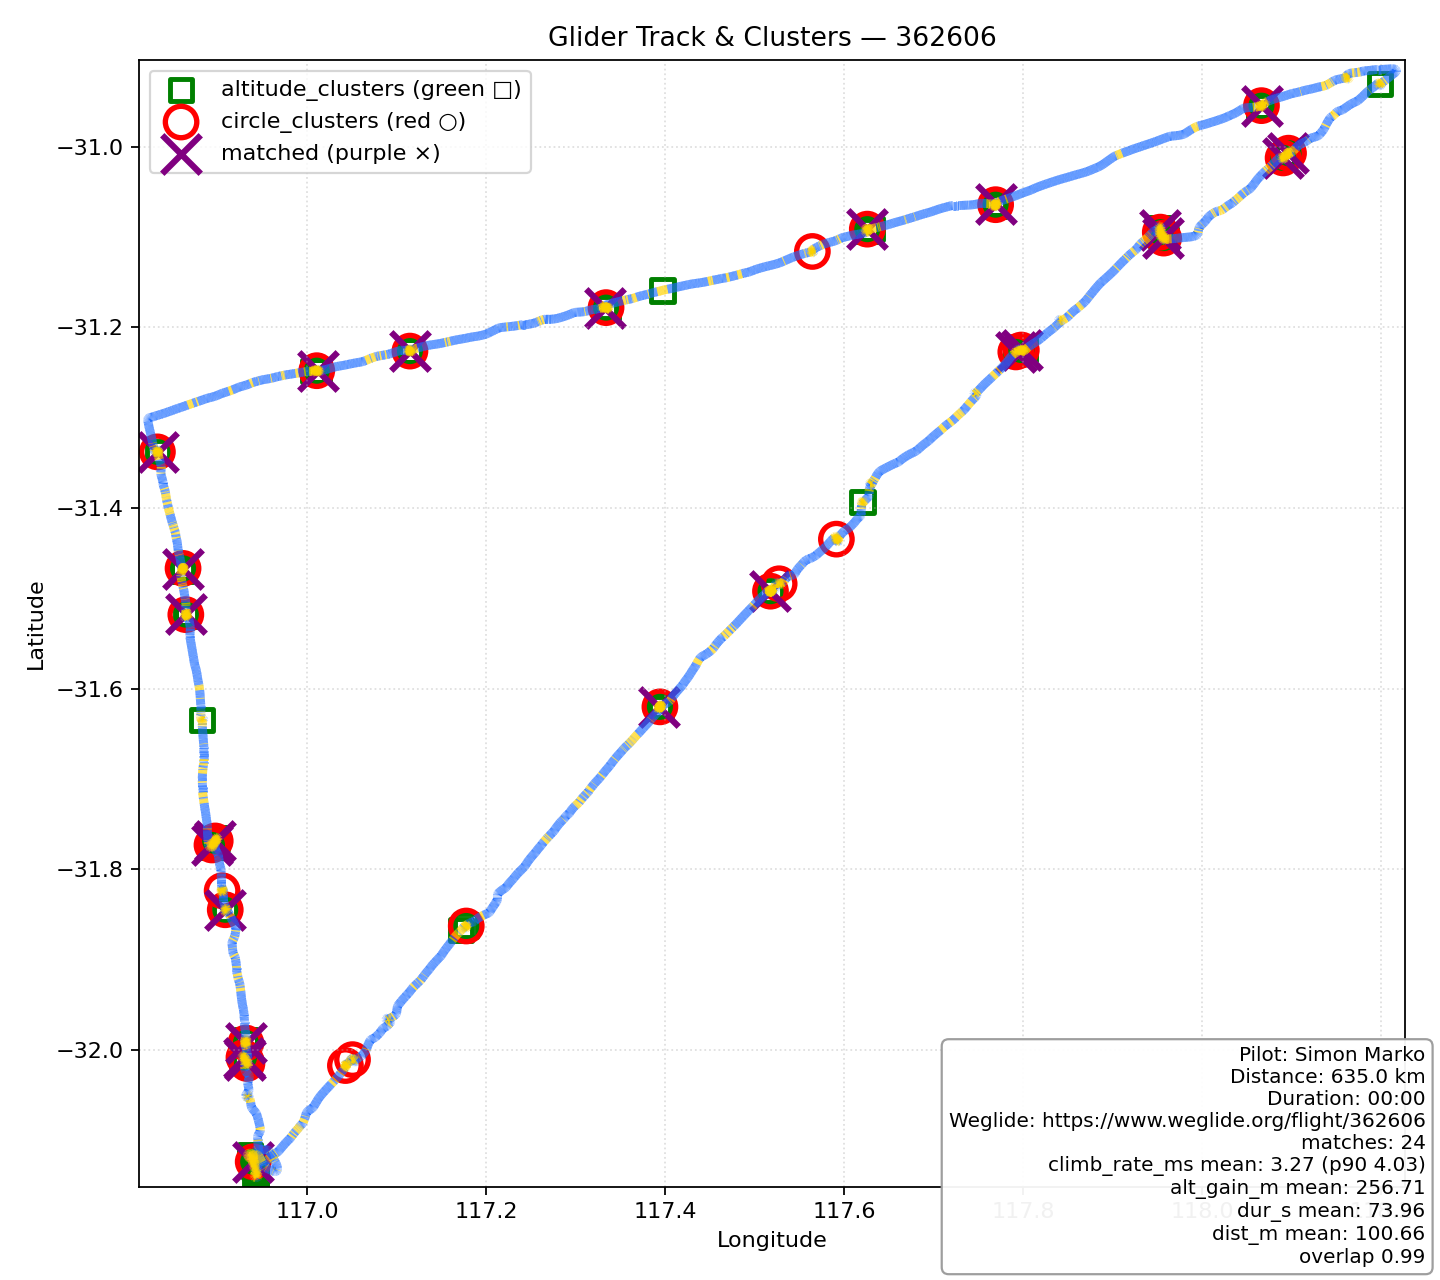 Glider Track & Clusters — 362606
altitude_clusters (green □)
circle_clusters (red ○)
matched (purple ×)
Latitude
−31.0
−31.2
−31.4
−31.6
−31.8
−32.0
117.0 117.2 117.4 117.6 117.8 118.0
Longitude
Pilot: Simon Marko
Distance: 635.0 km
Duration: 00:00
Weglide: https://www.weglide.org/flight/362606
matches: 24
climb_rate_ms mean: 3.27 (p90 4.03)
alt_gain_m mean: 256.71
dur_s mean: 73.96
dist_m mean: 100.66
overlap 0.99